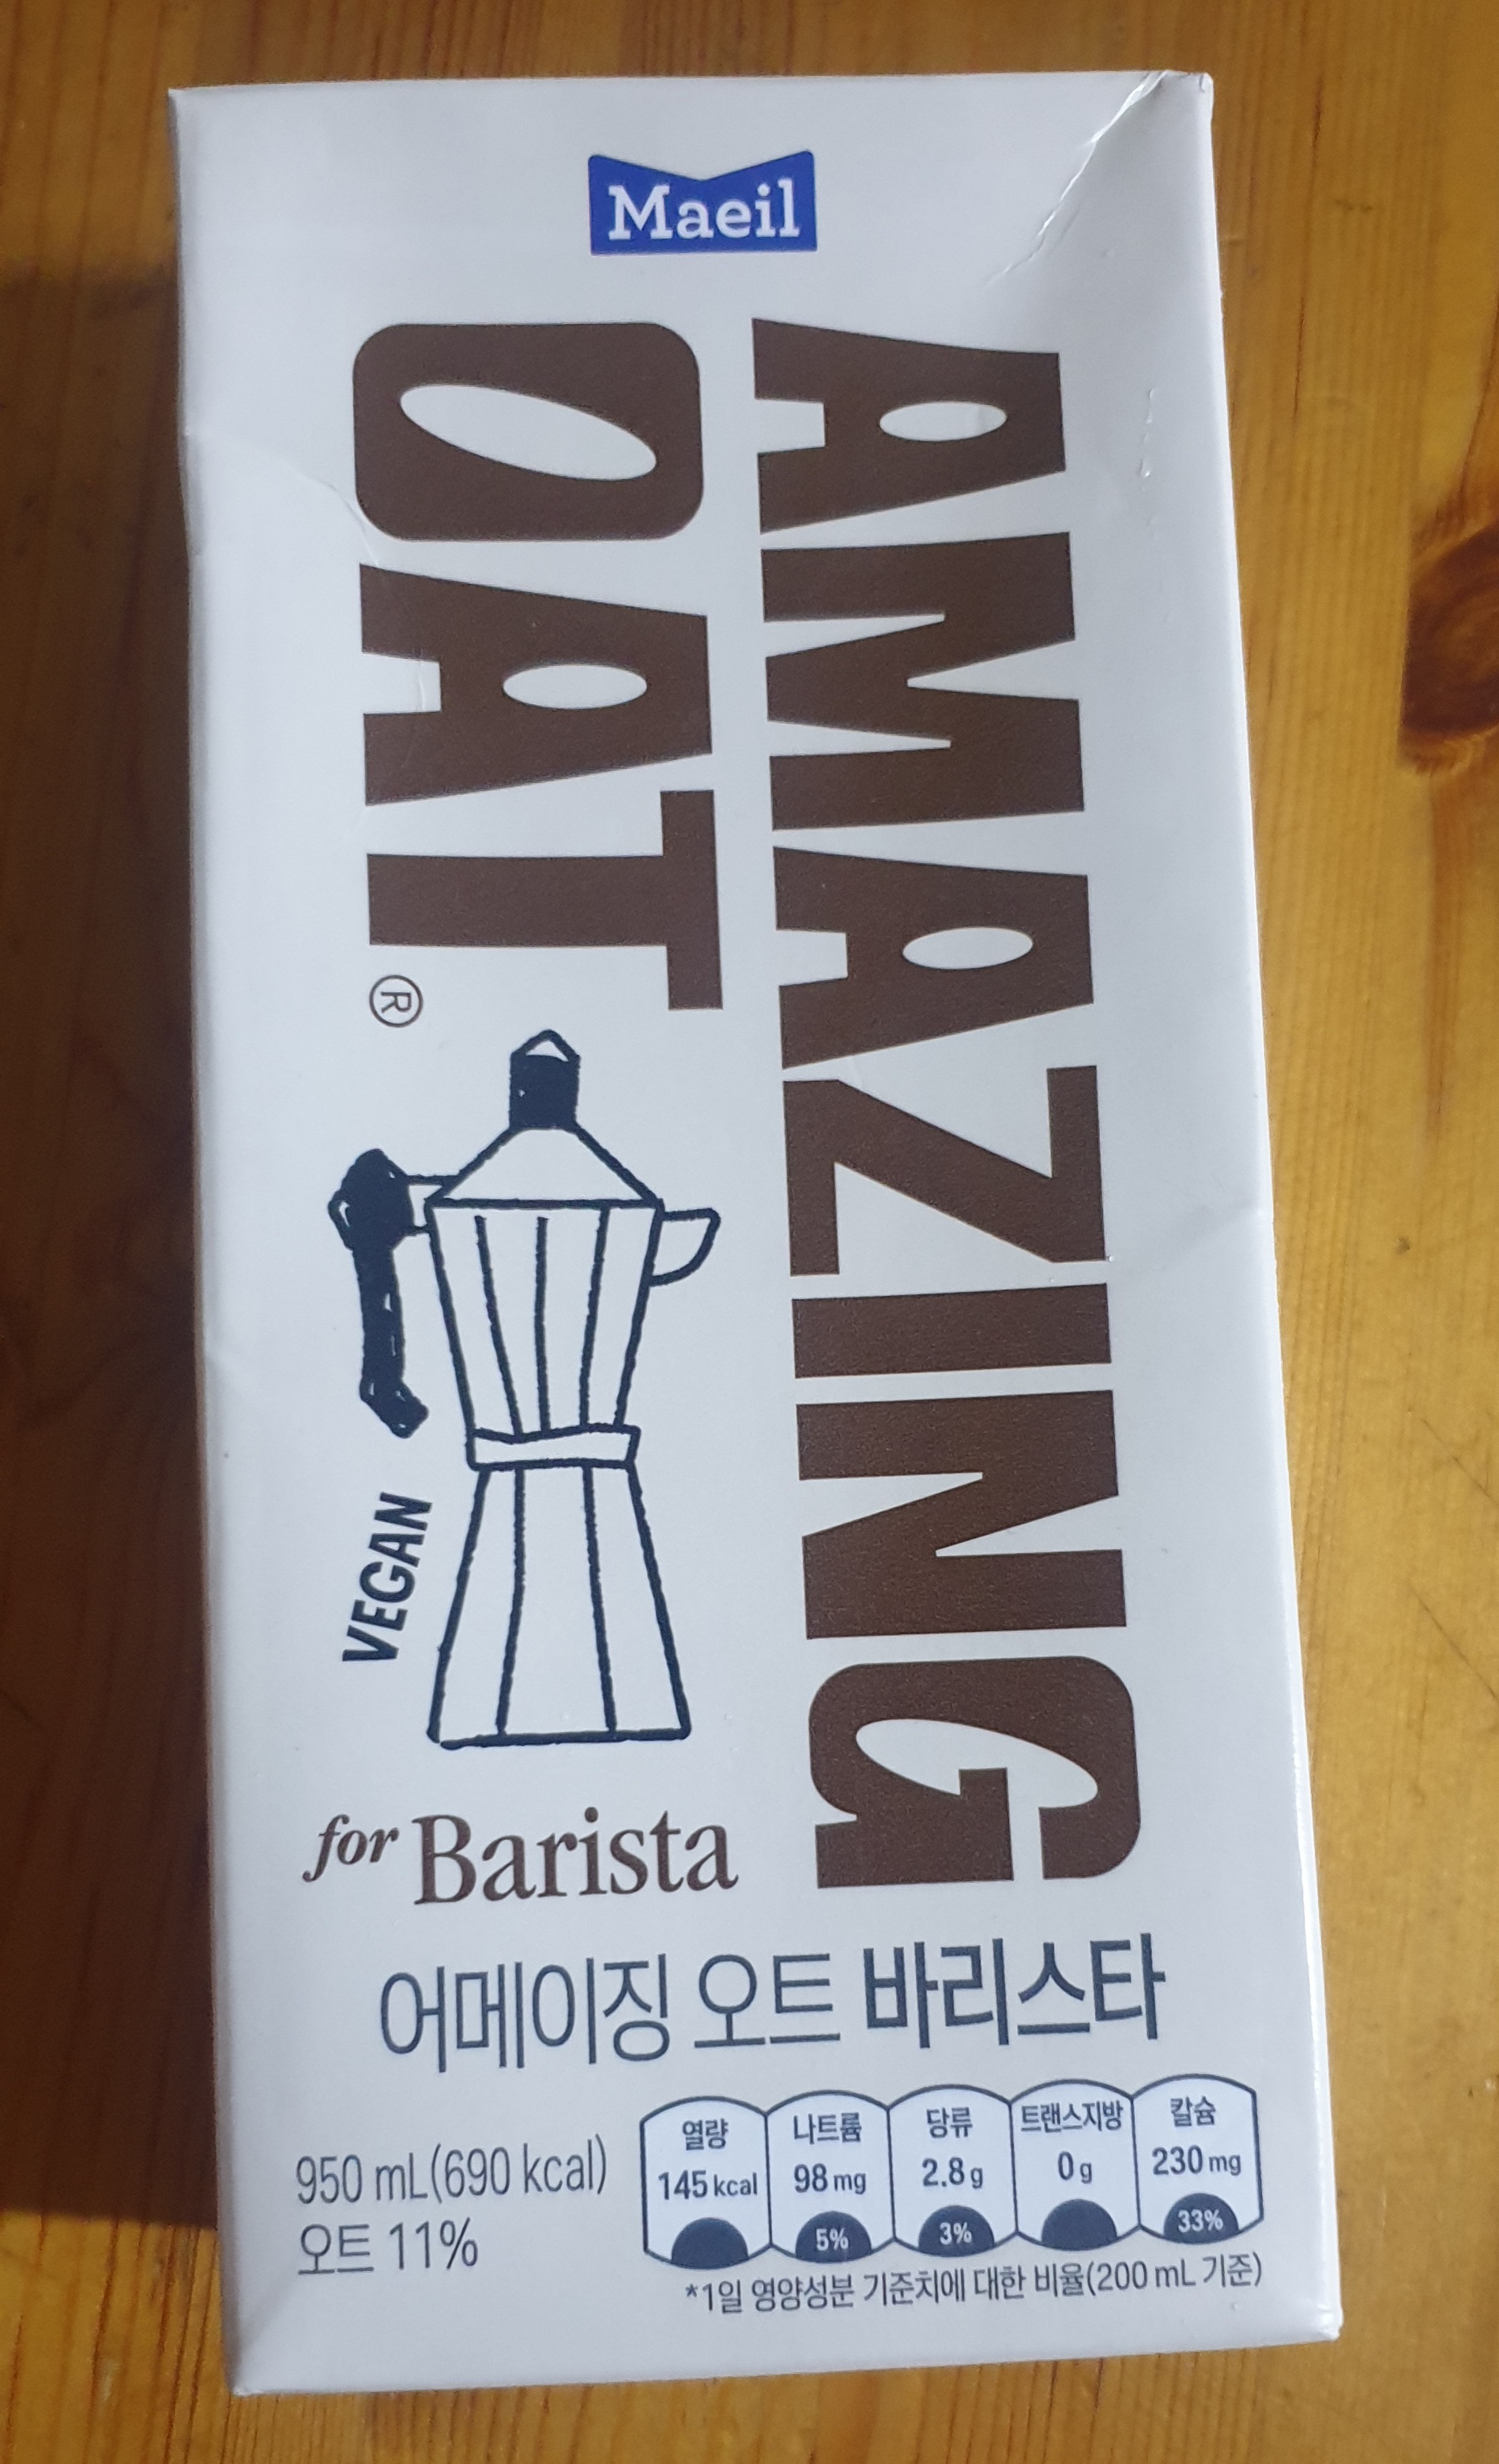 Maeil
AMAZING
OAT®
VEGAN
for Barista
어메이징 오트 바리스타
950 mL(690 kcal)
오트 11%
열량 나트륨 당류 트랜스지방 칼슘
145 kcal 98 mg 2.8 g 0 g 230 mg
5% 3% 33%
*1일 영양성분 기준치에 대한 비율(200 mL 기준)